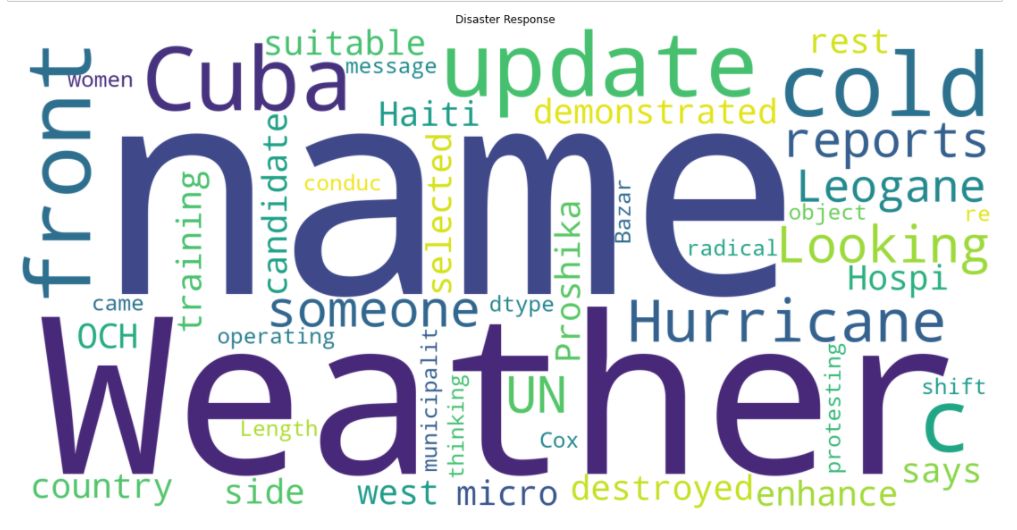 Disaster Response
front
women
Cuba
suitable
message
update
rest
cold
Haiti
demonstrated
reports
name
candidate
training
conduc
selected
Bazar
Proshika
Leogane
object
re
radical
Looking
Hospi
came
someone
dtype
Hurricane
OCH
operating
Weather
municipalit
thinking
UN
protesting
shift
c
Length
Cox
says
country
side
west
micro
destroyed
enhance